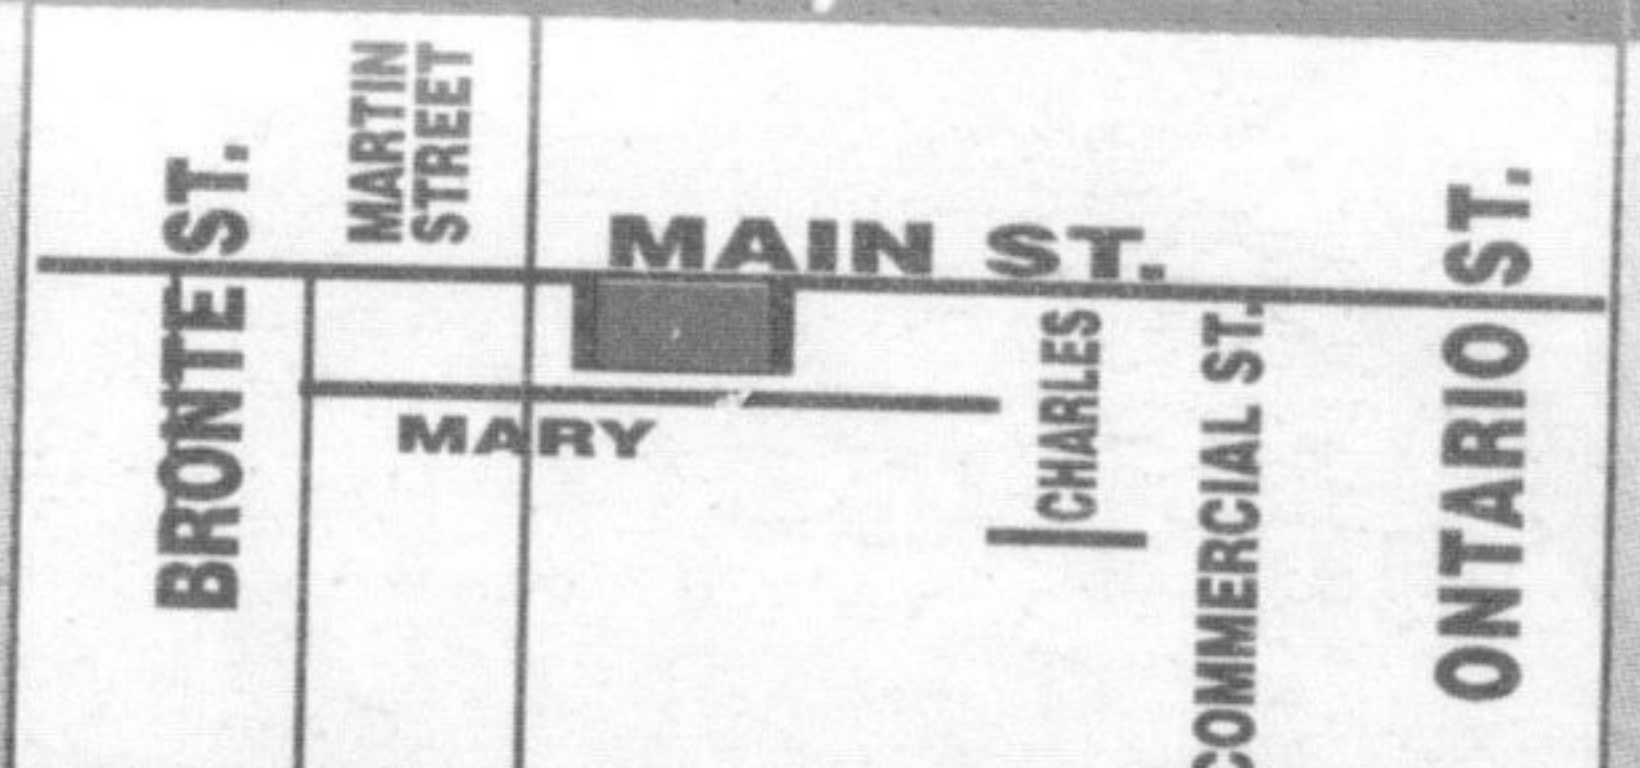 MARTIN
STREET
BRONTE ST.
MAIN ST.
MARY
CHARLES
COMMERCIAL ST.
ONTARIO ST.